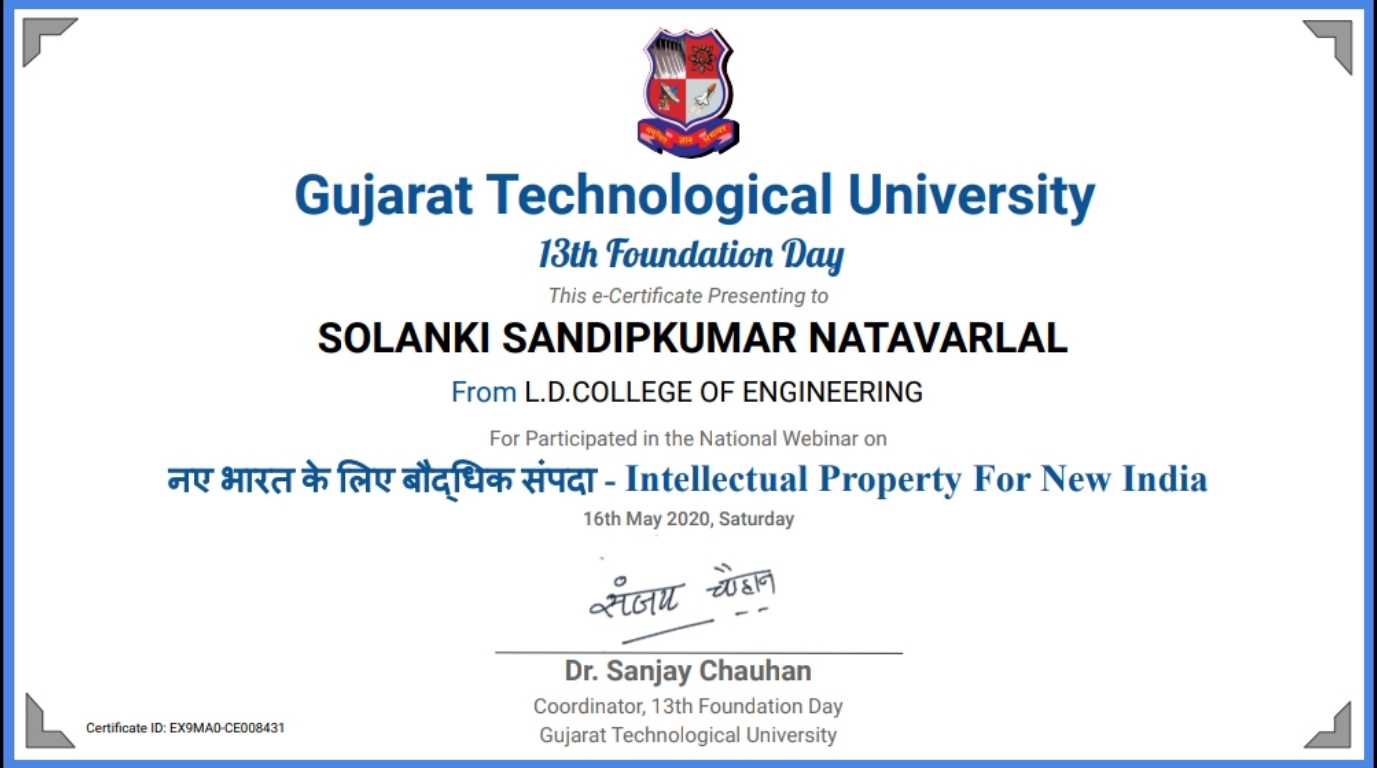 Gujarat Technological University
13th Foundation Day
This e-Certificate Presenting to
SOLANKI SANDIPKUMAR NATAVARLAL
From L.D.COLLEGE OF ENGINEERING
For Participated in the National Webinar on
नए भारत के लिए बौद्धिक संपदा - Intellectual Property For New India
16th May 2020, Saturday
संजय चौहान
Dr. Sanjay Chauhan
Coordinator, 13th Foundation Day
Gujarat Technological University
Certificate ID: EX9MA0-CE008431